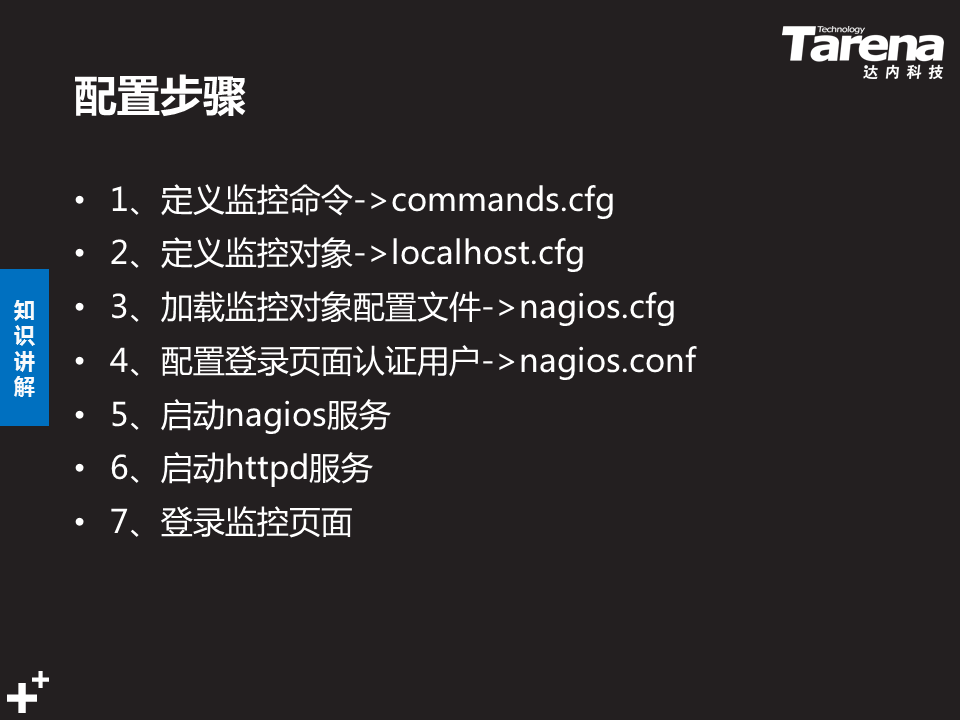 Technology
Tarena
达内科技
配置步骤
• 1、定义监控命令->commands.cfg
• 2、定义监控对象->localhost.cfg
• 3、加载监控对象配置文件->nagios.cfg
• 4、配置登录页面认证用户->nagios.conf
• 5、启动nagios服务
• 6、启动httpd服务
• 7、登录监控页面
知识讲解